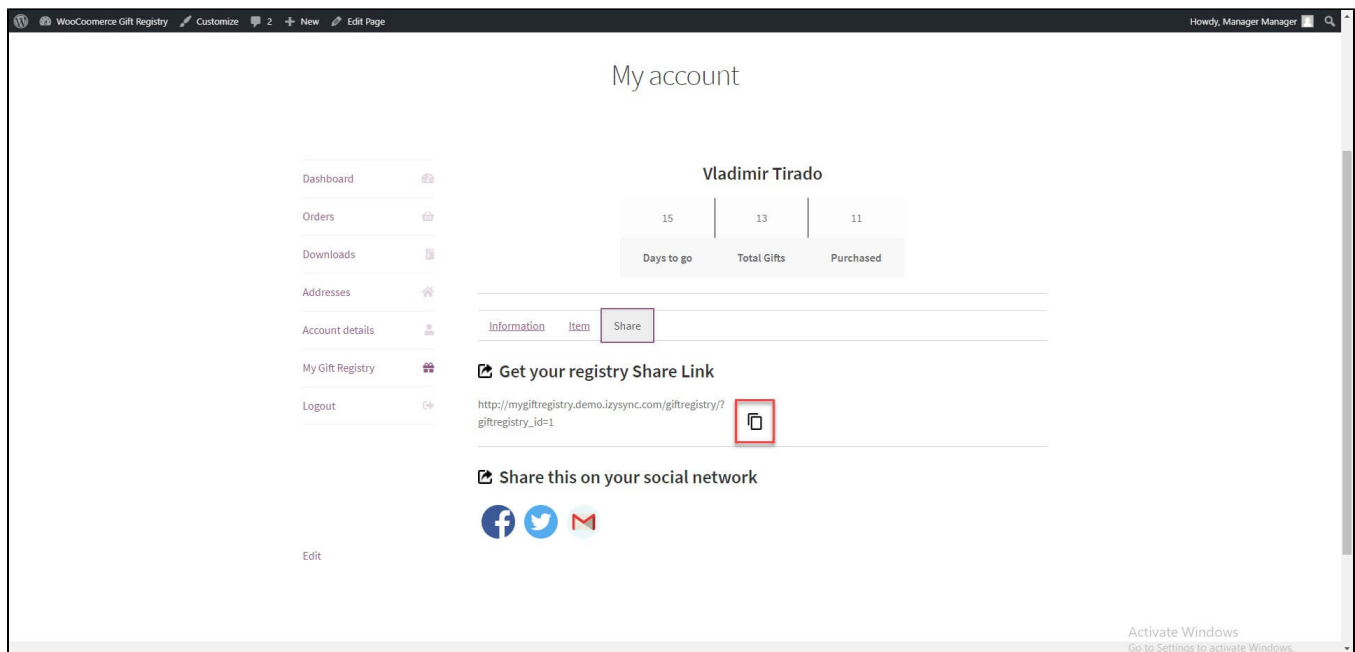 WooCoomerce Gift Registry Customize 2 New Edit Page Howdy, Manager Manager
My account
Dashboard
Orders
Downloads
Addresses
Account details
My Gift Registry
Logout
Edit
Vladimir Tirado
15 13 11
Days to go Total Gifts Purchased
Information Item Share
Get your registry Share Link
http://mygiftregistry.demo.izysync.com/giftregistry/?
giftregistry_id=1
Share this on your social network
Activate Windows
Go to Settings to activate Windows.